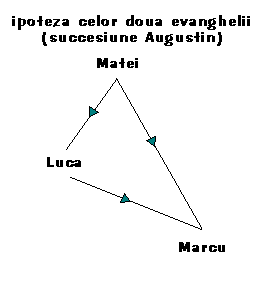 ipoteza celor doua evanghelii
(succesiune Augustin)
Matei
Luca
Marcu